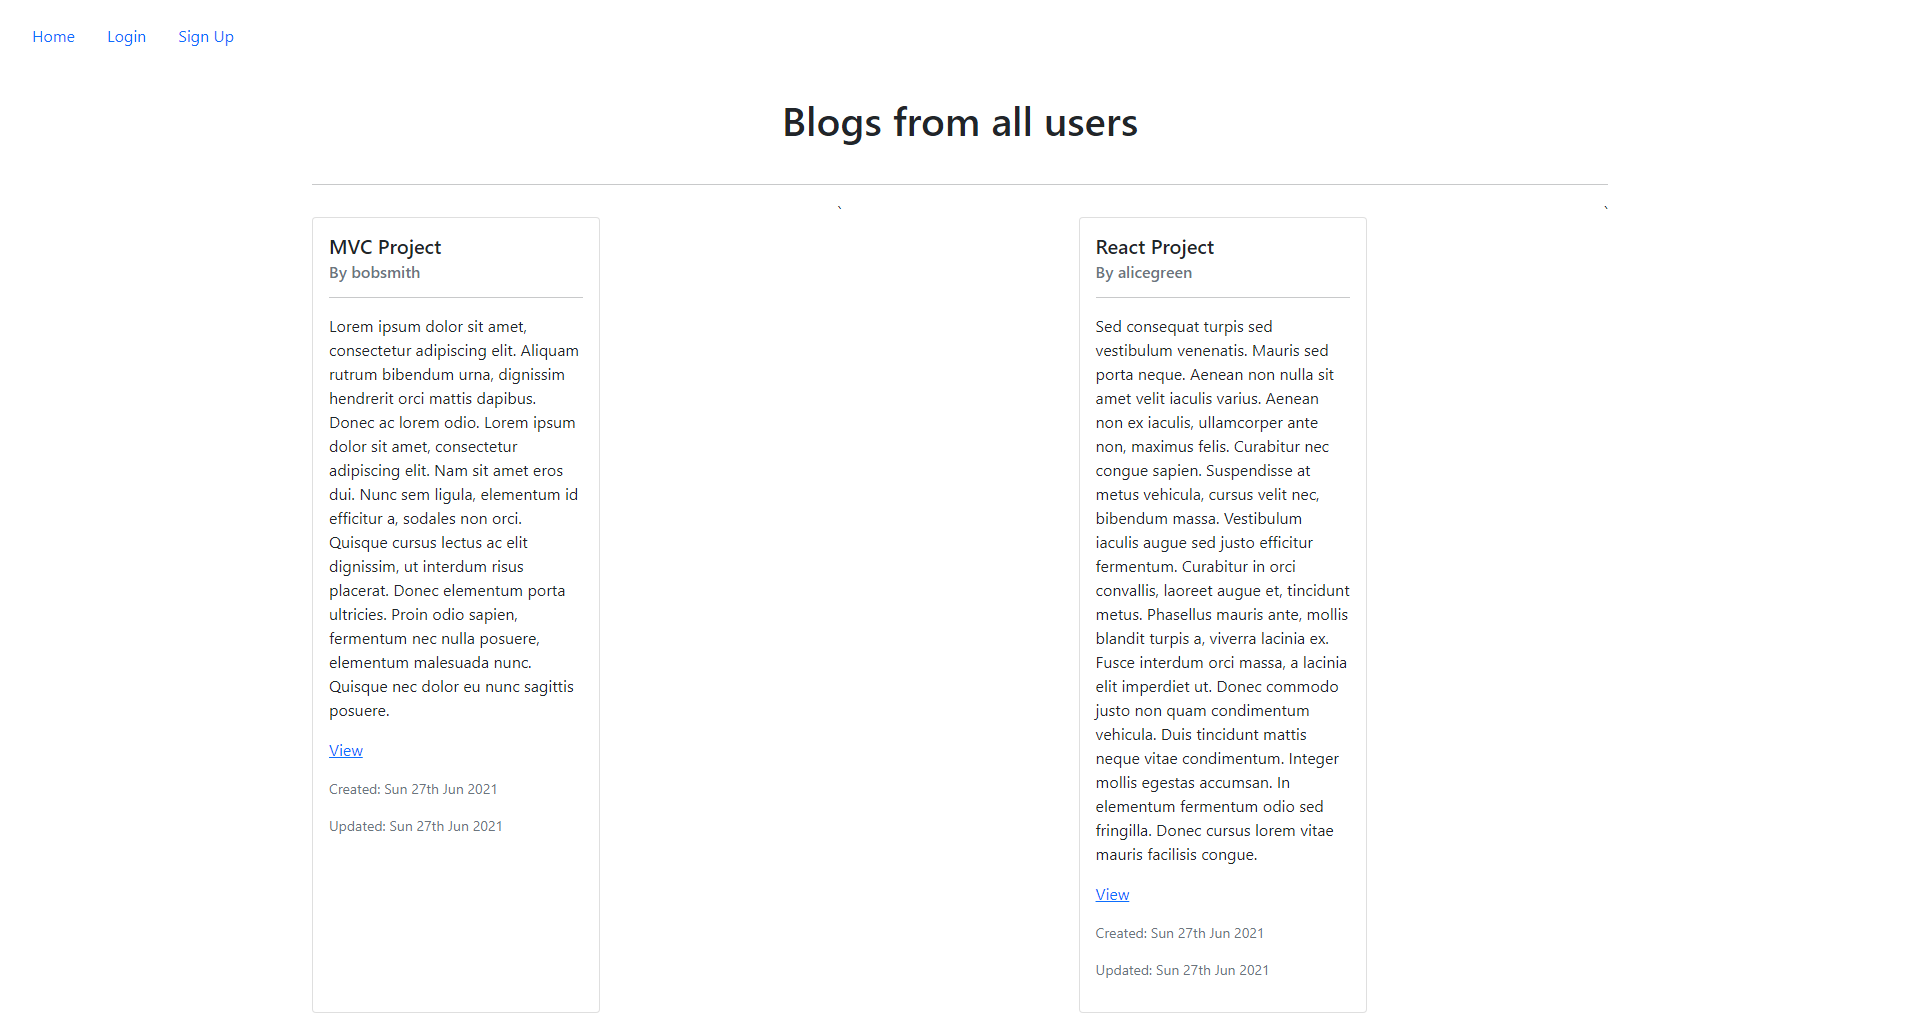 Home Login Sign Up
Blogs from all users
` `
MVC Project
By bobsmith
Lorem ipsum dolor sit amet,
consectetur adipiscing elit. Aliquam
rutrum bibendum urna, dignissim
hendrerit orci mattis dapibus.
Donec ac lorem odio. Lorem ipsum
dolor sit amet, consectetur
adipiscing elit. Nam sit amet eros
dui. Nunc sem ligula, elementum id
efficitur a, sodales non orci.
Quisque cursus lectus ac elit
dignissim, ut interdum risus
placerat. Donec elementum porta
ultricies. Proin odio sapien,
fermentum nec nulla posuere,
elementum malesuada nunc.
Quisque nec dolor eu nunc sagittis
posuere.
View
Created: Sun 27th Jun 2021
Updated: Sun 27th Jun 2021
React Project
By alicegreen
Sed consequat turpis sed
vestibulum venenatis. Mauris sed
porta neque. Aenean non nulla sit
amet velit iaculis varius. Aenean
non ex iaculis, ullamcorper ante
non, maximus felis. Curabitur nec
congue sapien. Suspendisse at
metus vehicula, cursus velit nec,
bibendum massa. Vestibulum
iaculis augue sed justo efficitur
fermentum. Curabitur in orci
convallis, laoreet augue et, tincidunt
metus. Phasellus mauris ante, mollis
blandit turpis a, viverra lacinia ex.
Fusce interdum orci massa, a lacinia
elit imperdiet ut. Donec commodo
justo non quam condimentum
vehicula. Duis tincidunt mattis
neque vitae condimentum. Integer
mollis egestas accumsan. In
elementum fermentum odio sed
fringilla. Donec cursus lorem vitae
mauris facilisis congue.
View
Created: Sun 27th Jun 2021
Updated: Sun 27th Jun 2021